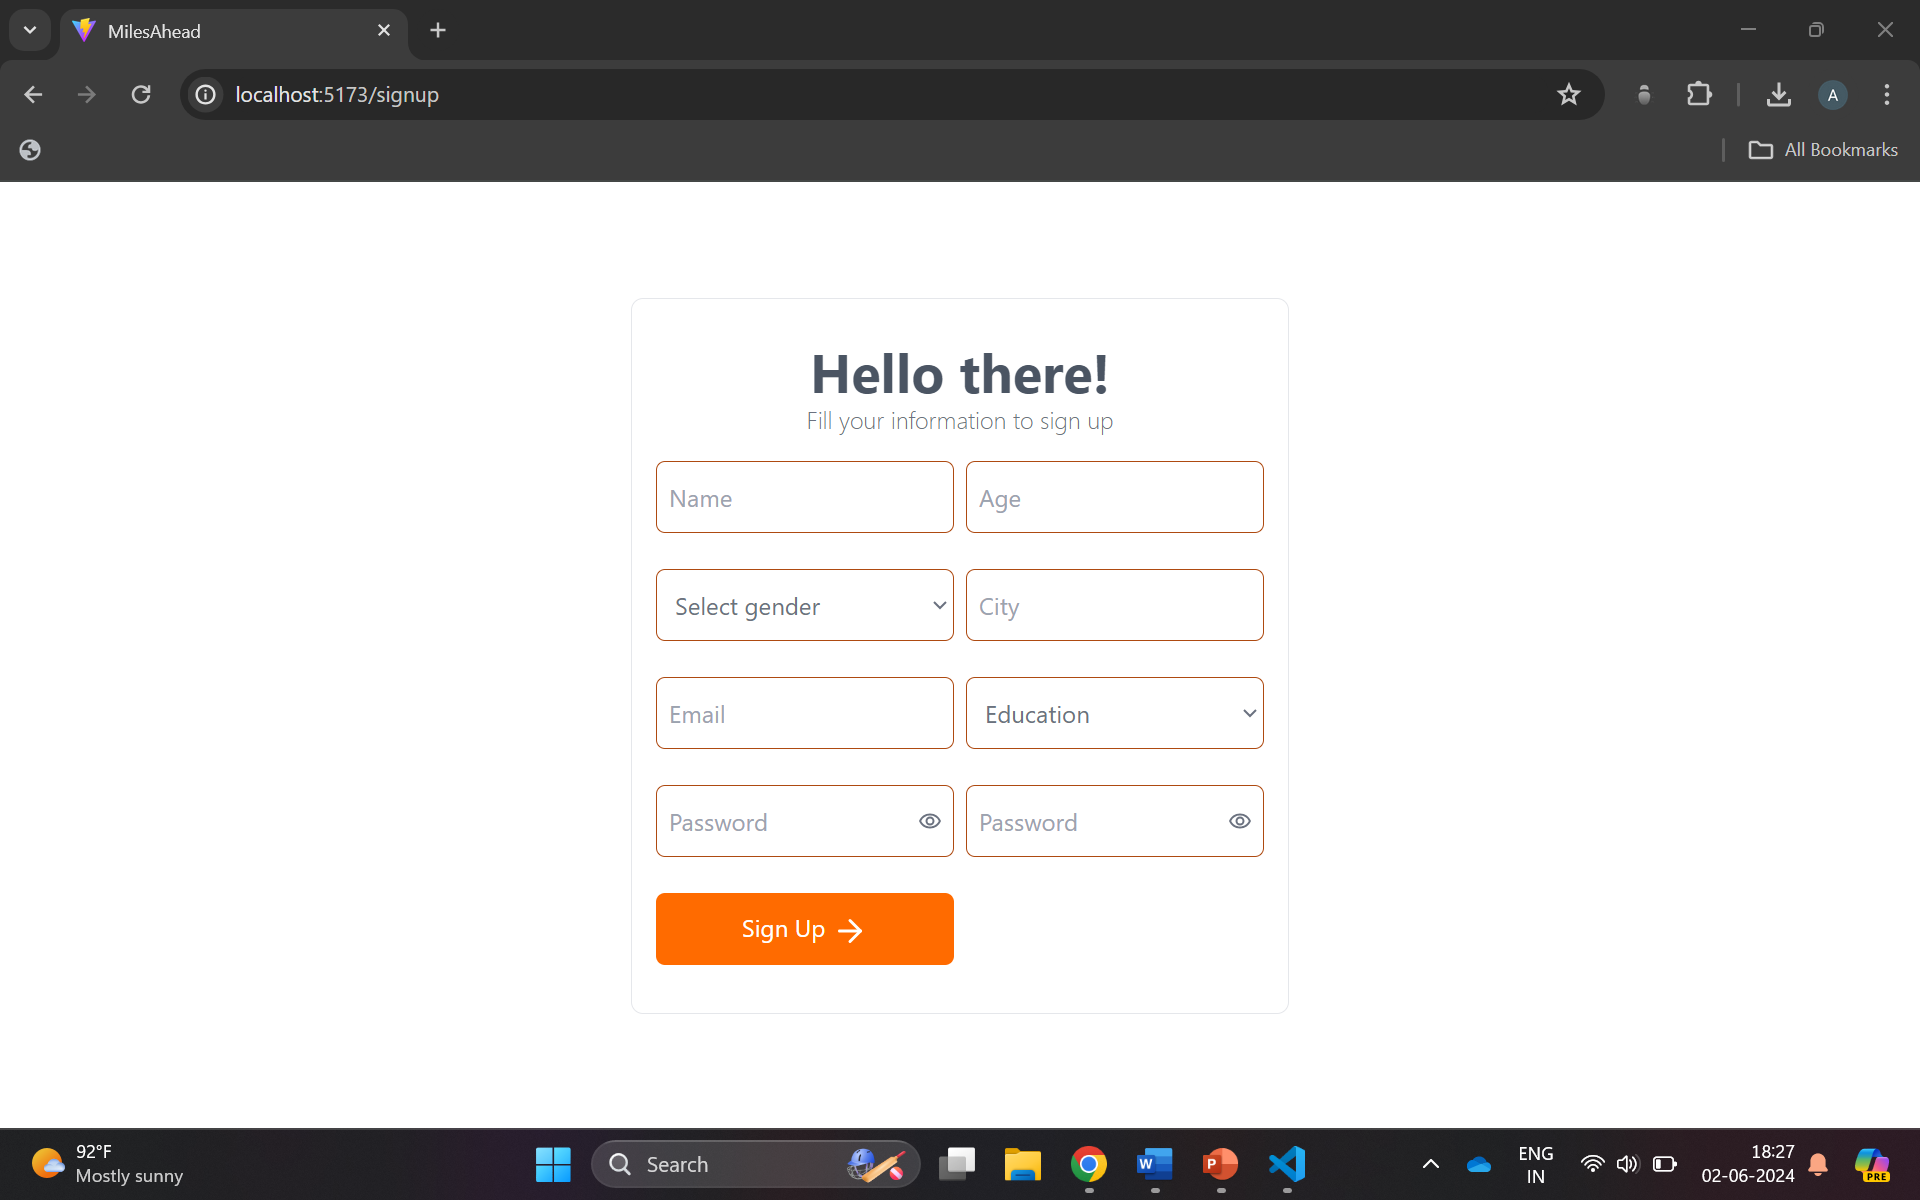 MilesAhead
localhost:5173/signup
A
All Bookmarks
Hello there!
Fill your information to sign up
Name
Age
Select gender
City
Email
Education
Password
Password
Sign Up
92°F
Mostly sunny
Search
W
P
ENG
IN
18:27
02-06-2024
PRE